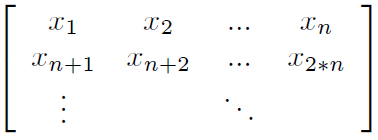 x₁ x₂ ... xₙ
xₙ₊₁ xₙ₊₂ ... x₂*ₙ
⋮ ⋱